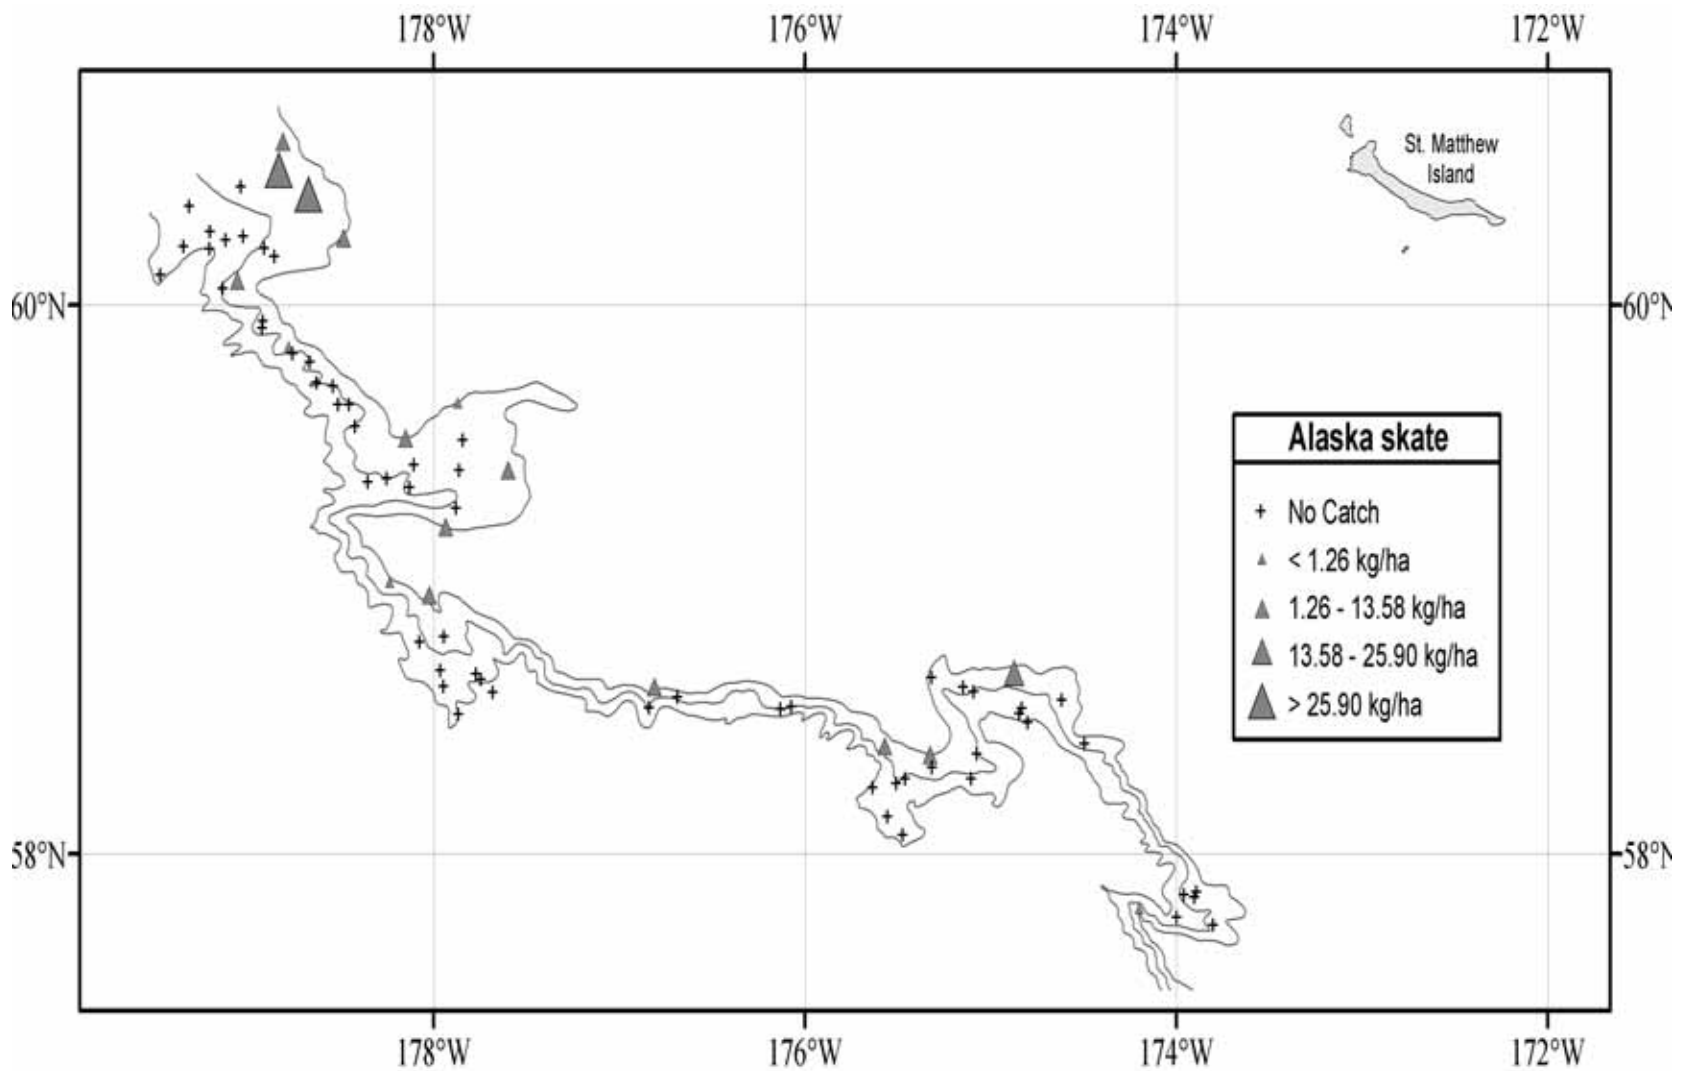 178°W 176°W 174°W 172°W
St. Matthew
Island
60°N 60°N
Alaska skate
No Catch
< 1.26 kg/ha
1.26 - 13.58 kg/ha
13.58 - 25.90 kg/ha
> 25.90 kg/ha
58°N 58°N
178°W 176°W 174°W 172°W